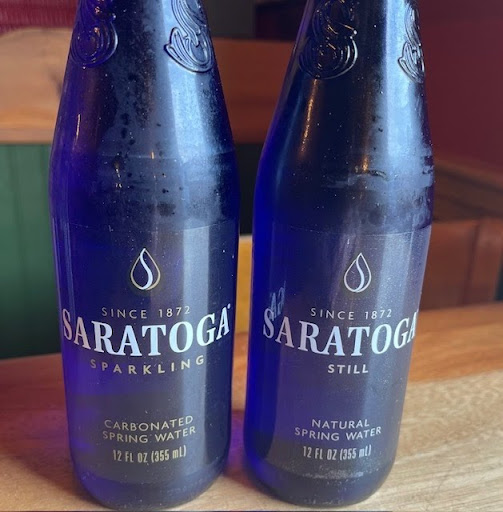 SINCE 1872
SARATOGA®
SPARKLING
CARBONATED
SPRING WATER
12 FL OZ (355 mL)
SINCE 1872
SARATOGA
STILL
NATURAL
SPRING WATER
12 FL OZ (355 mL)